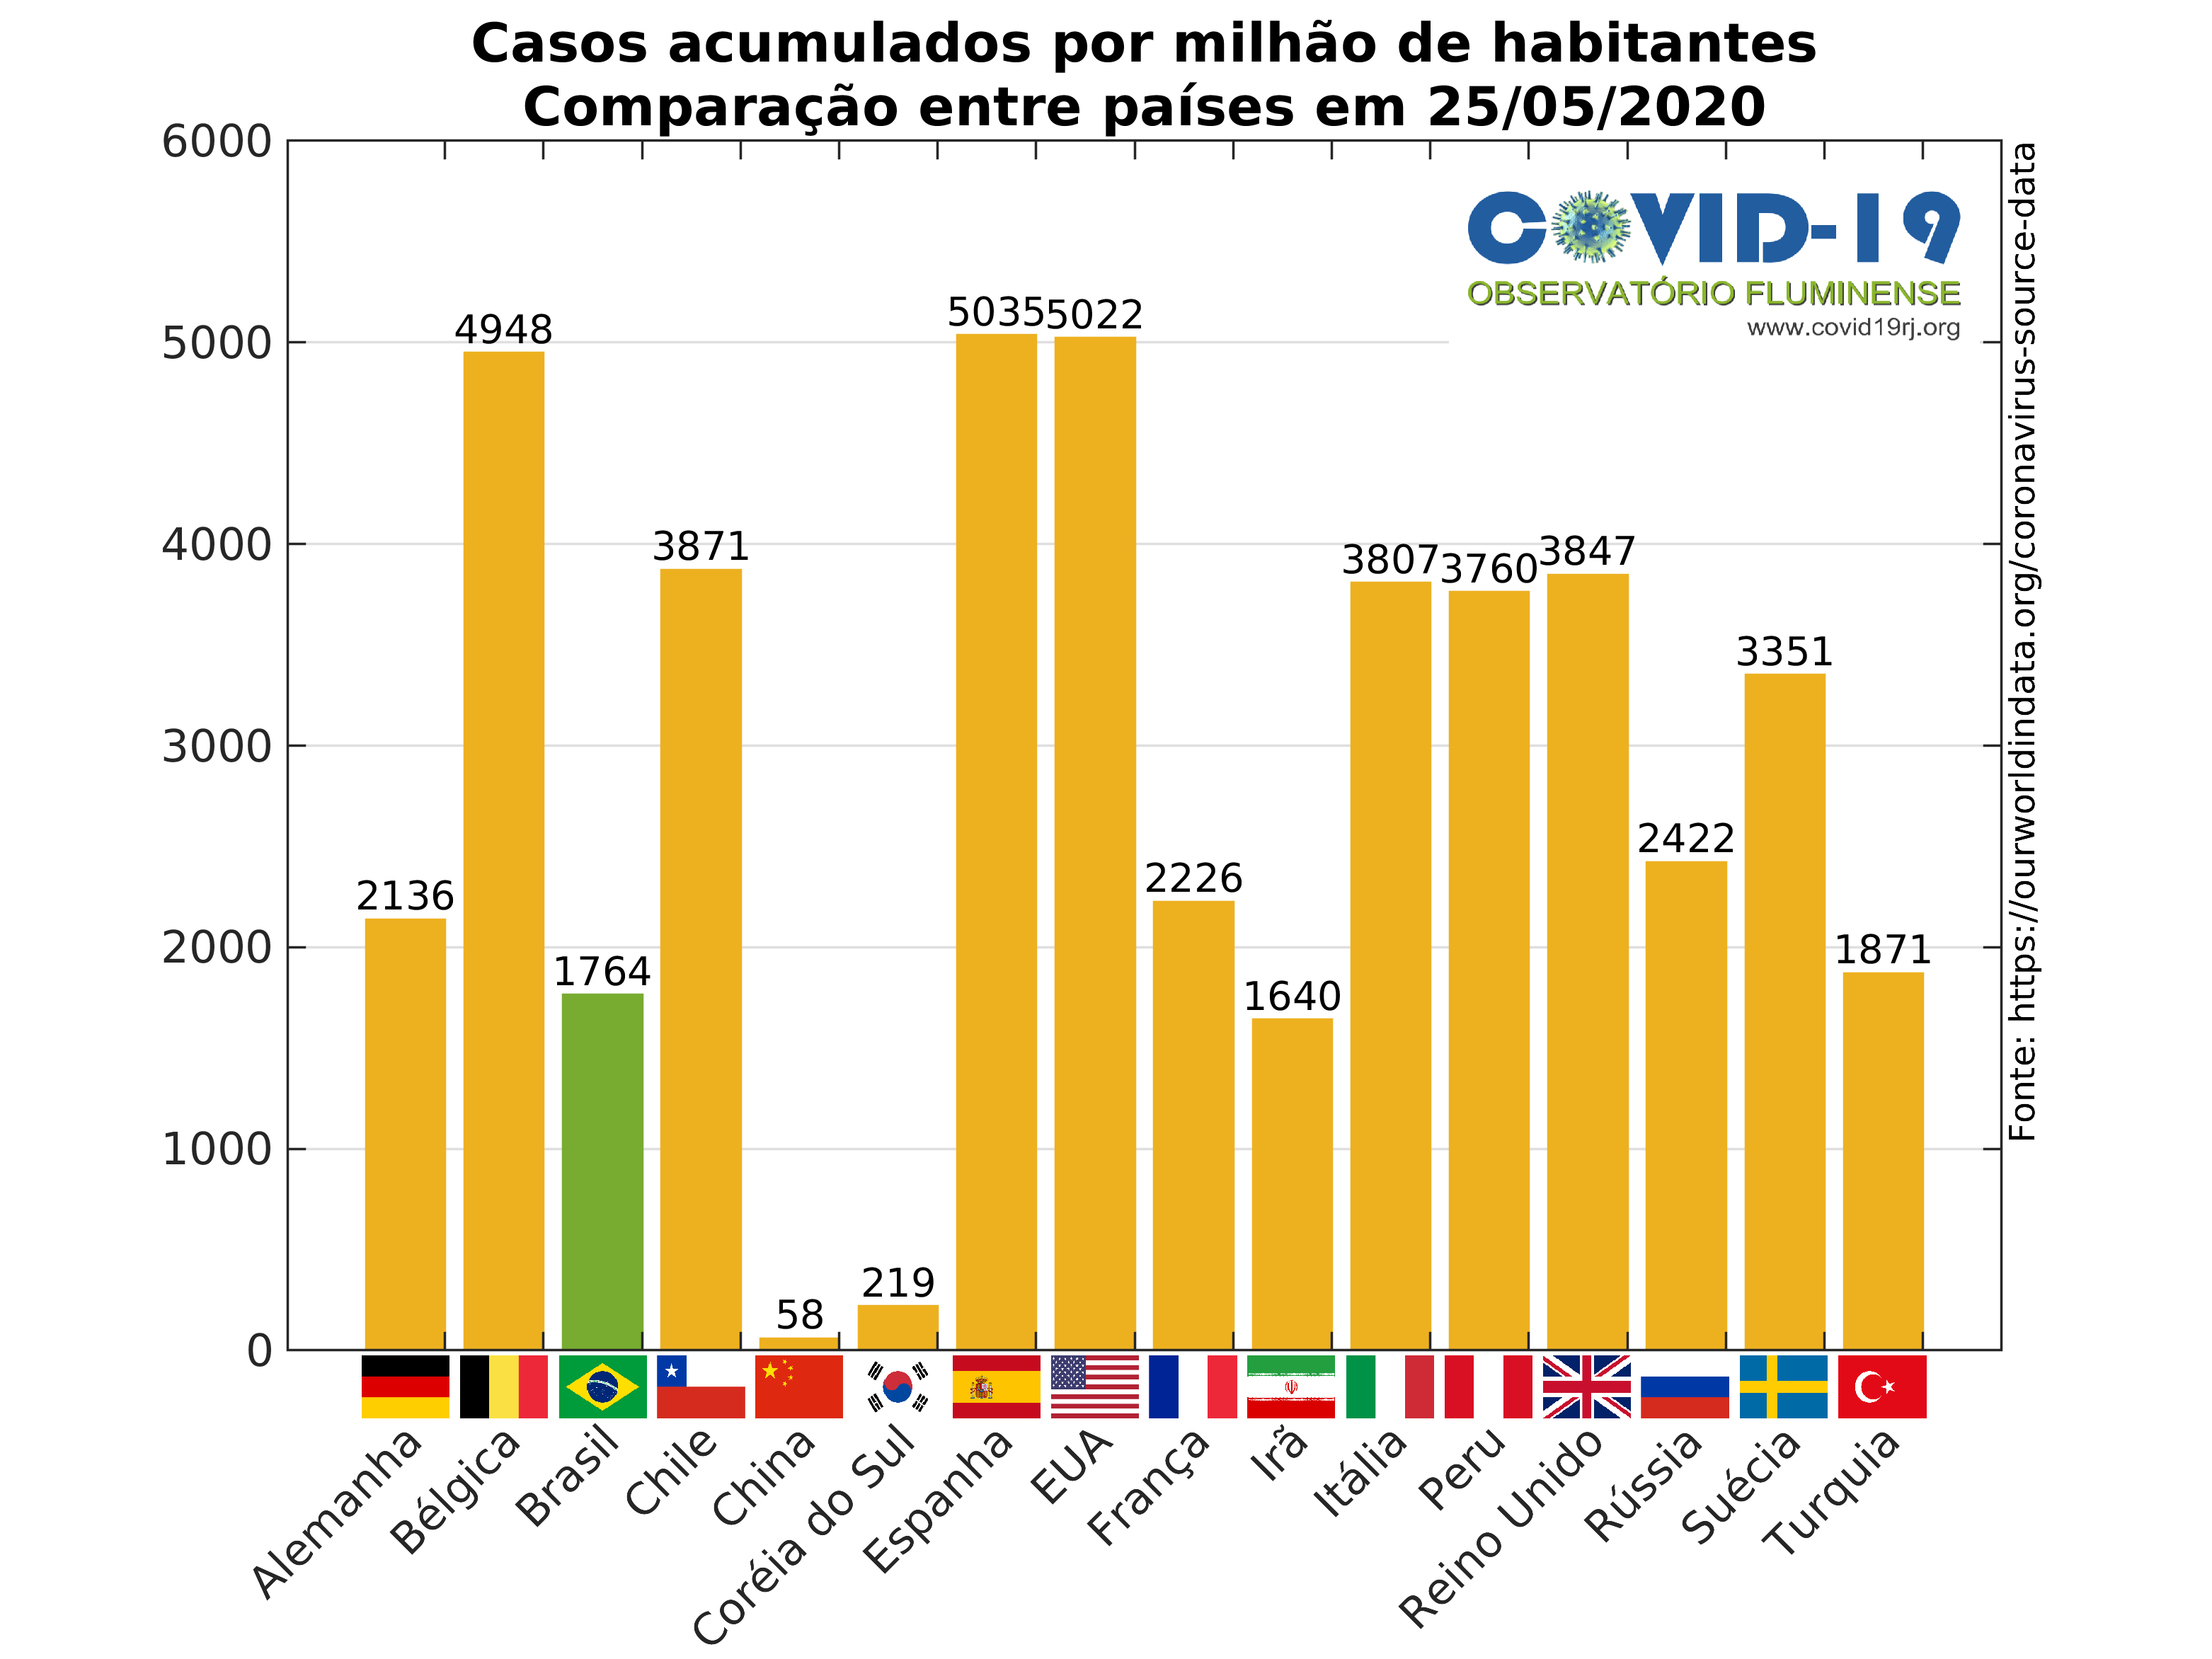 Casos acumulados por milhão de habitantes
Comparação entre países em 25/05/2020
6000
5000
4000
3000
2000
1000
0
COVID-19
OBSERVATÓRIO FLUMINENSE
www.covid19rj.org
Fonte: https://ourworldindata.org/coronavirus-source-data
2136
4948
1764
3871
58
219
5035
5022
2226
1640
3807
3760
3847
2422
3351
1871
Alemanha
Bélgica
Brasil
Chile
China
Coréia do Sul
Espanha
EUA
França
Irã
Itália
Peru
Reino Unido
Rússia
Suécia
Turquia